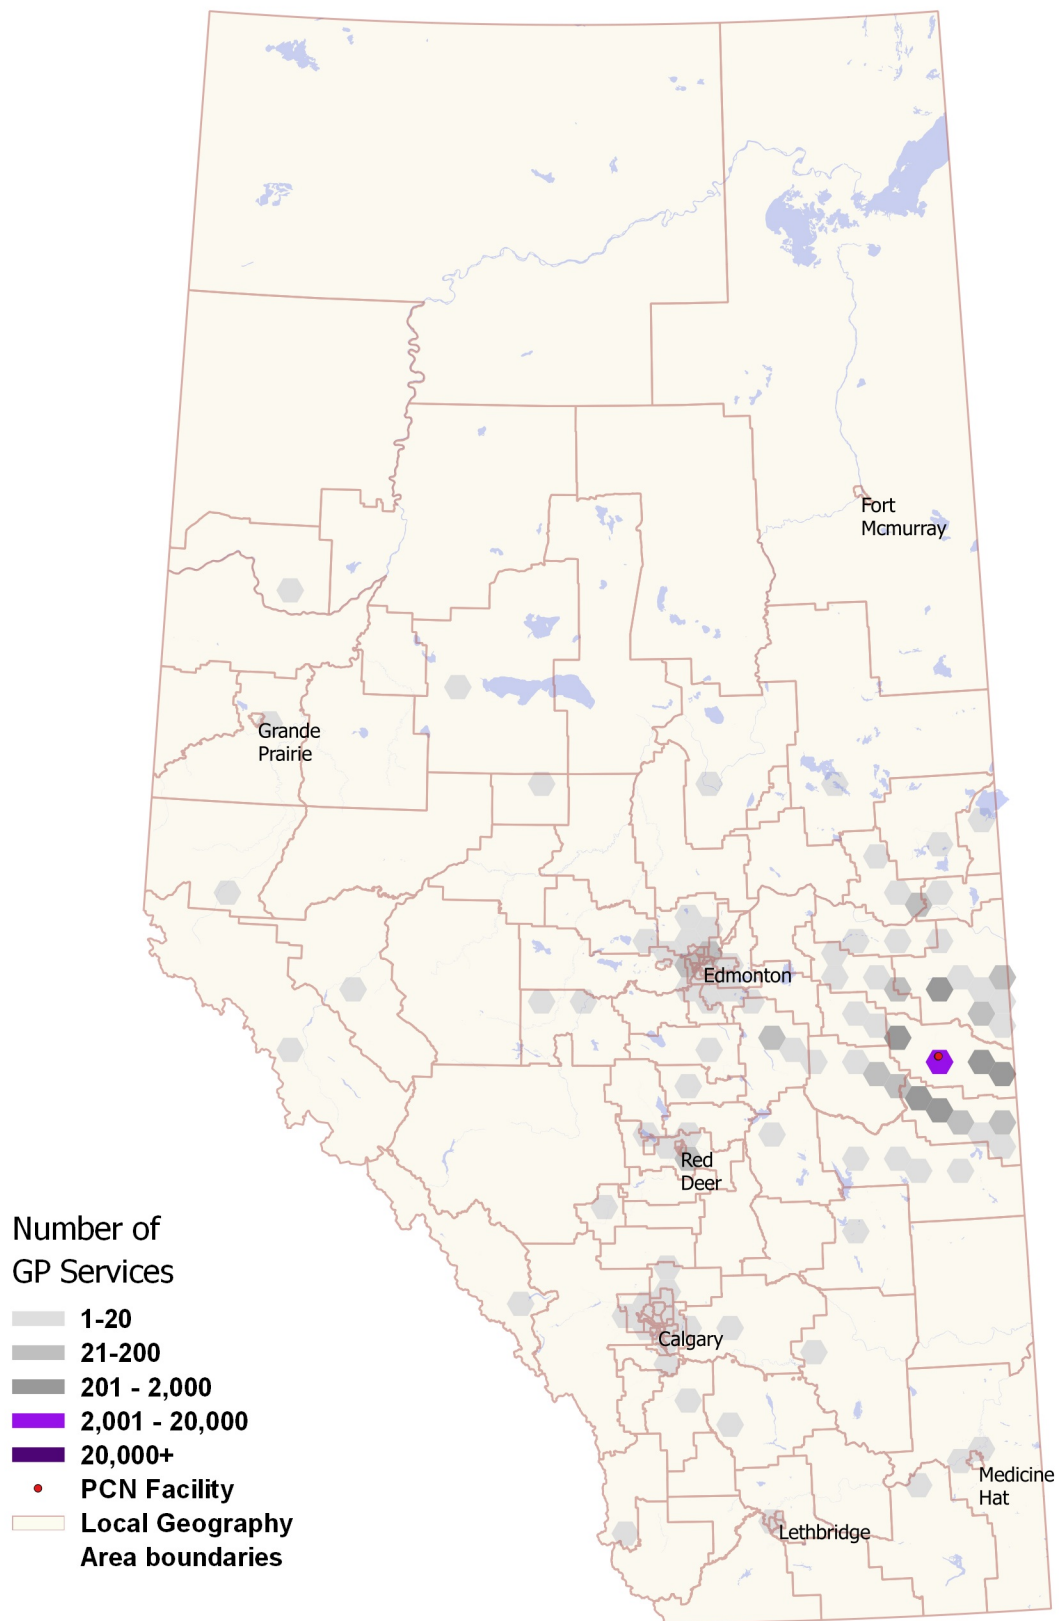 Fort
Mcmurray
Grande
Prairie
Edmonton
Red
Deer
Calgary
Medicine
Hat
Lethbridge
Number of
GP Services
1-20
21-200
201 - 2,000
2,001 - 20,000
20,000+
PCN Facility
Local Geography
Area boundaries